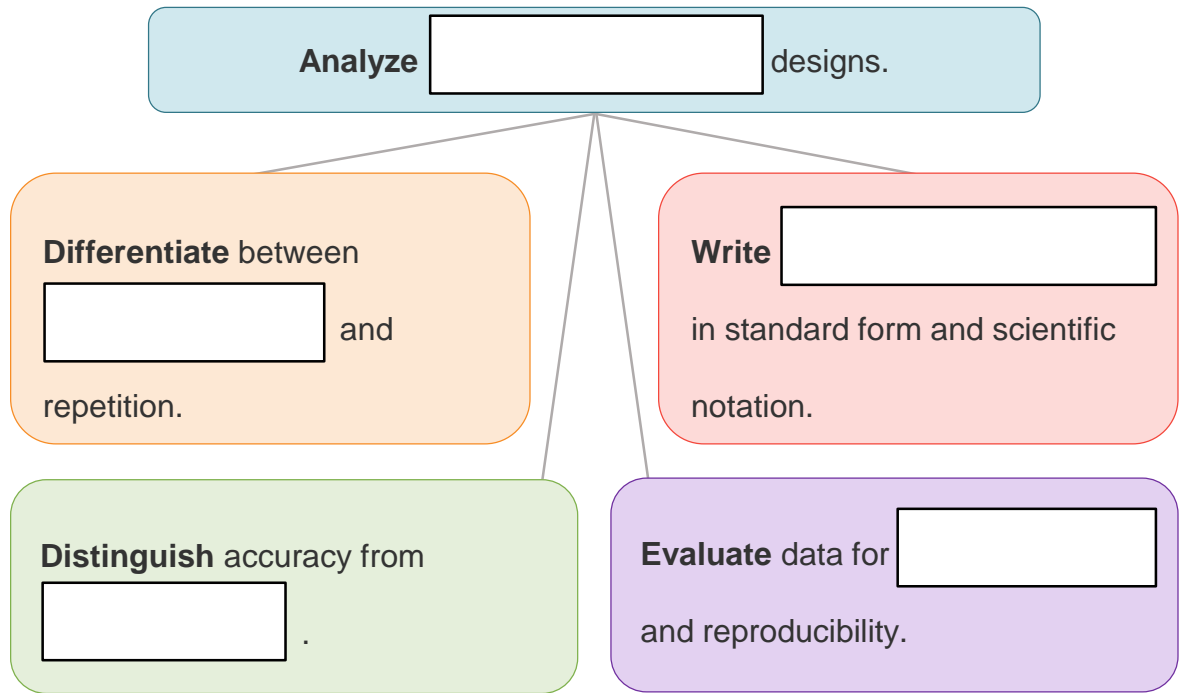 Analyze designs.
Differentiate between
and
repetition.
Write
in standard form and scientific
notation.
Distinguish accuracy from
.
Evaluate data for
and reproducibility.